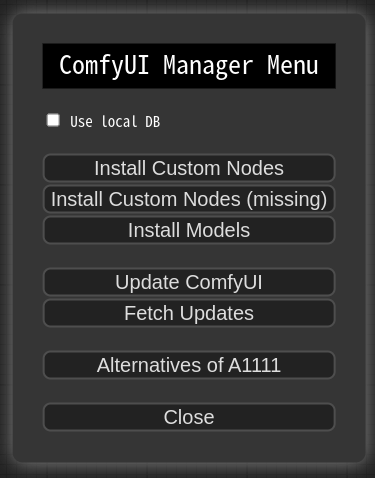 ComfyUI Manager Menu
Use local DB
Install Custom Nodes
Install Custom Nodes (missing)
Install Models
Update ComfyUI
Fetch Updates
Alternatives of A1111
Close